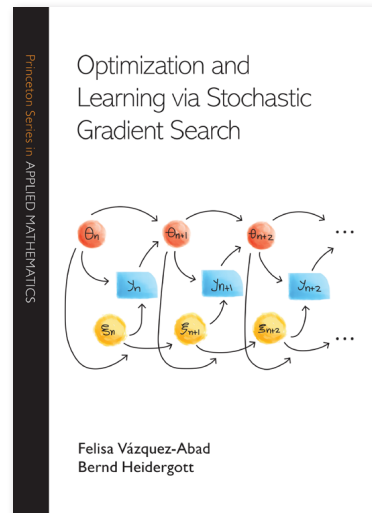 Princeton Series in APPLIED MATHEMATICS
Optimization and
Learning via Stochastic
Gradient Search
θn θn+1 θn+2 ...
yn yn+1 yn+2
ξn ξn+1 ξn+2 ...
Felisa Vázquez-Abad
Bernd Heidergott